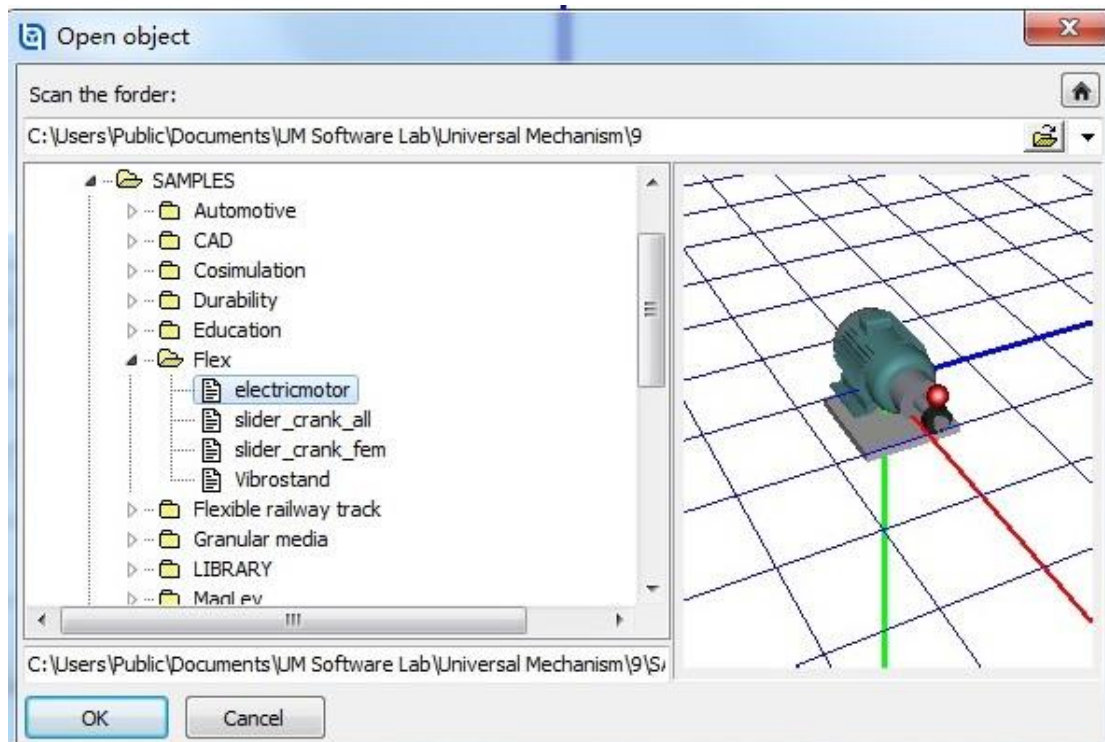 Open object
Scan the forder:
C:\Users\Public\Documents\UM Software Lab\Universal Mechanism\9
SAMPLES
Automotive
CAD
Cosimulation
Durability
Education
Flex
electricmotor
slider_crank_all
slider_crank_fem
Vibrostand
Flexible railway track
Granular media
LIBRARY
MagLev
C:\Users\Public\Documents\UM Software Lab\Universal Mechanism\9\SA
OK
Cancel